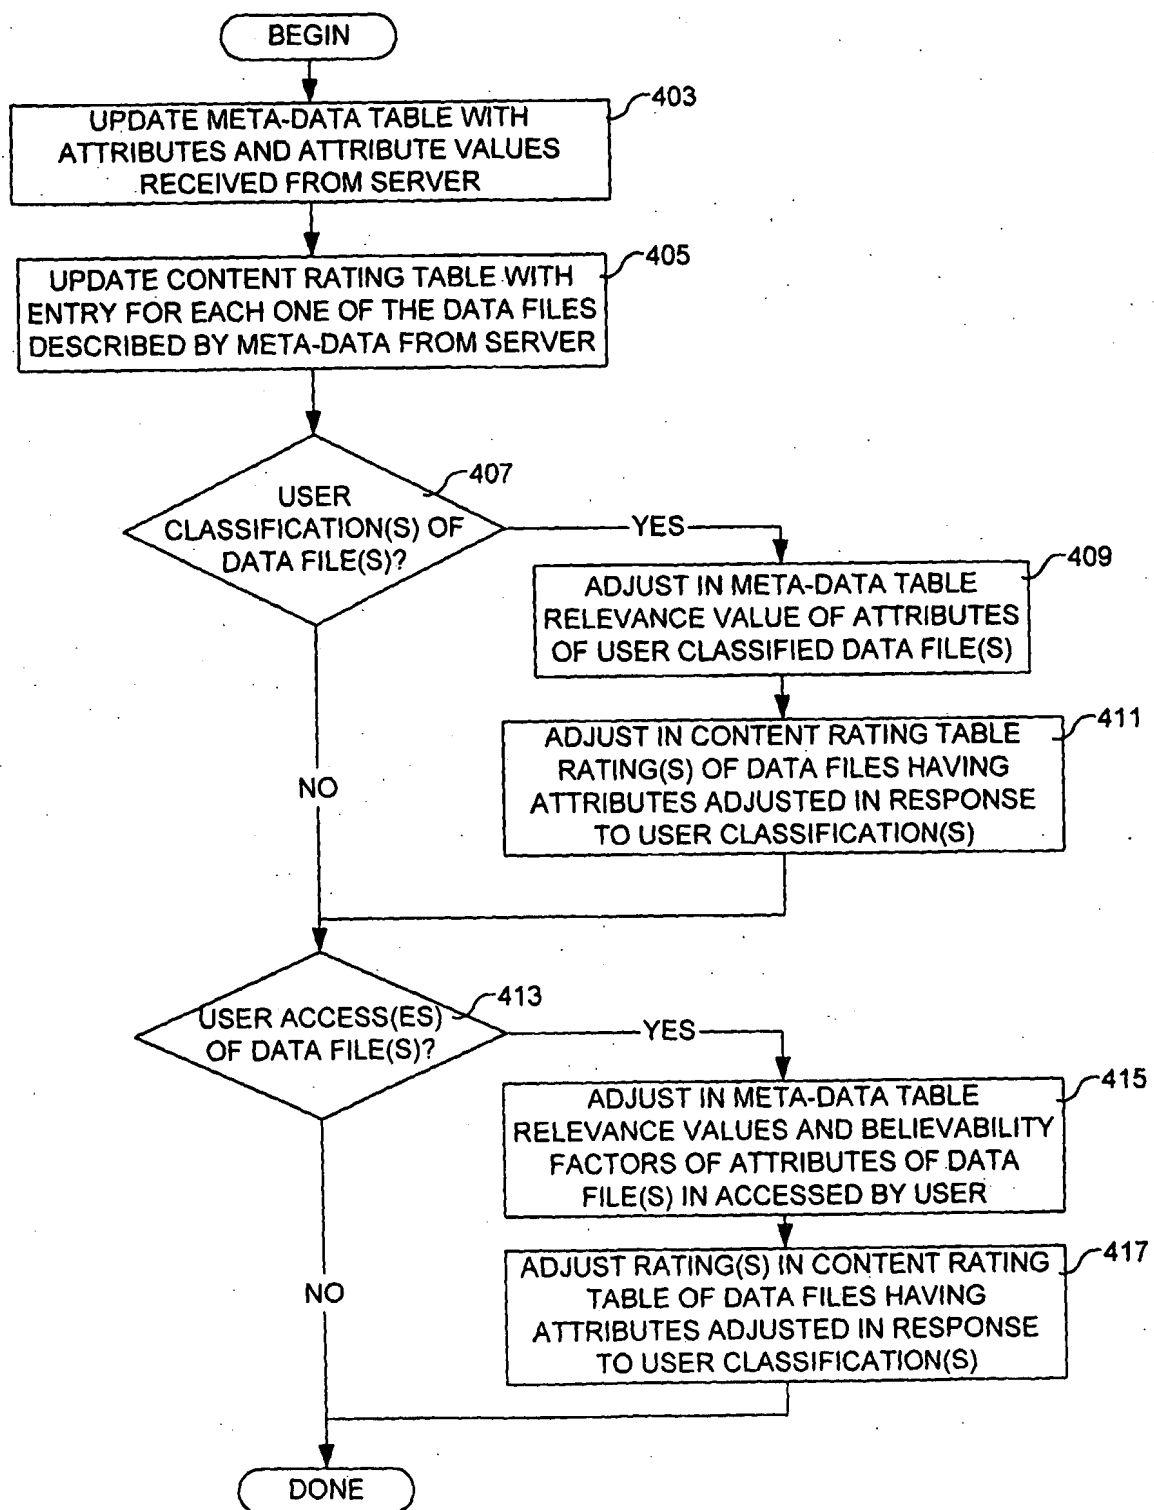 BEGIN
403
UPDATE META-DATA TABLE WITH
ATTRIBUTES AND ATTRIBUTE VALUES
RECEIVED FROM SERVER
405
UPDATE CONTENT RATING TABLE WITH
ENTRY FOR EACH ONE OF THE DATA FILES
DESCRIBED BY META-DATA FROM SERVER
407
USER
CLASSIFICATION(S) OF
DATA FILE(S)?
YES
409
ADJUST IN META-DATA TABLE
RELEVANCE VALUE OF ATTRIBUTES
OF USER CLASSIFIED DATA FILE(S)
411
ADJUST IN CONTENT RATING TABLE
RATING(S) OF DATA FILES HAVING
ATTRIBUTES ADJUSTED IN RESPONSE
TO USER CLASSIFICATION(S)
NO
413
USER ACCESS(ES)
OF DATA FILE(S)?
YES
415
ADJUST IN META-DATA TABLE
RELEVANCE VALUES AND BELIEVABILITY
FACTORS OF ATTRIBUTES OF DATA
FILE(S) IN ACCESSED BY USER
417
ADJUST RATING(S) IN CONTENT RATING
TABLE OF DATA FILES HAVING
ATTRIBUTES ADJUSTED IN RESPONSE
TO USER CLASSIFICATION(S)
NO
DONE